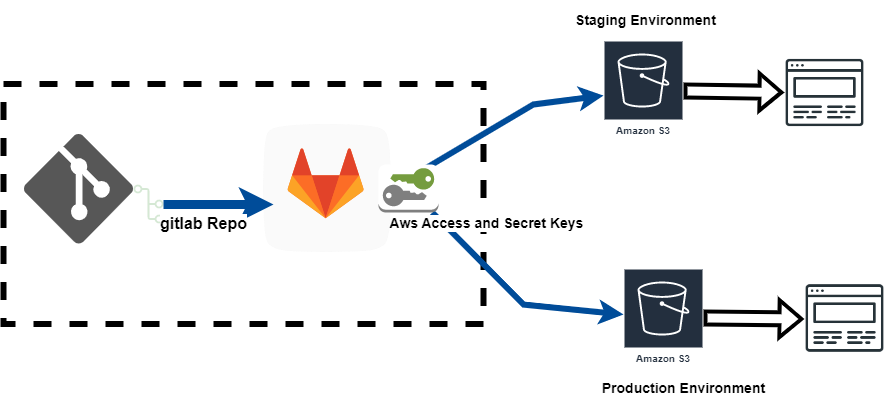 Staging Environment
Amazon S3
gitlab Repo
Aws Access and Secret Keys
Amazon S3
Production Environment